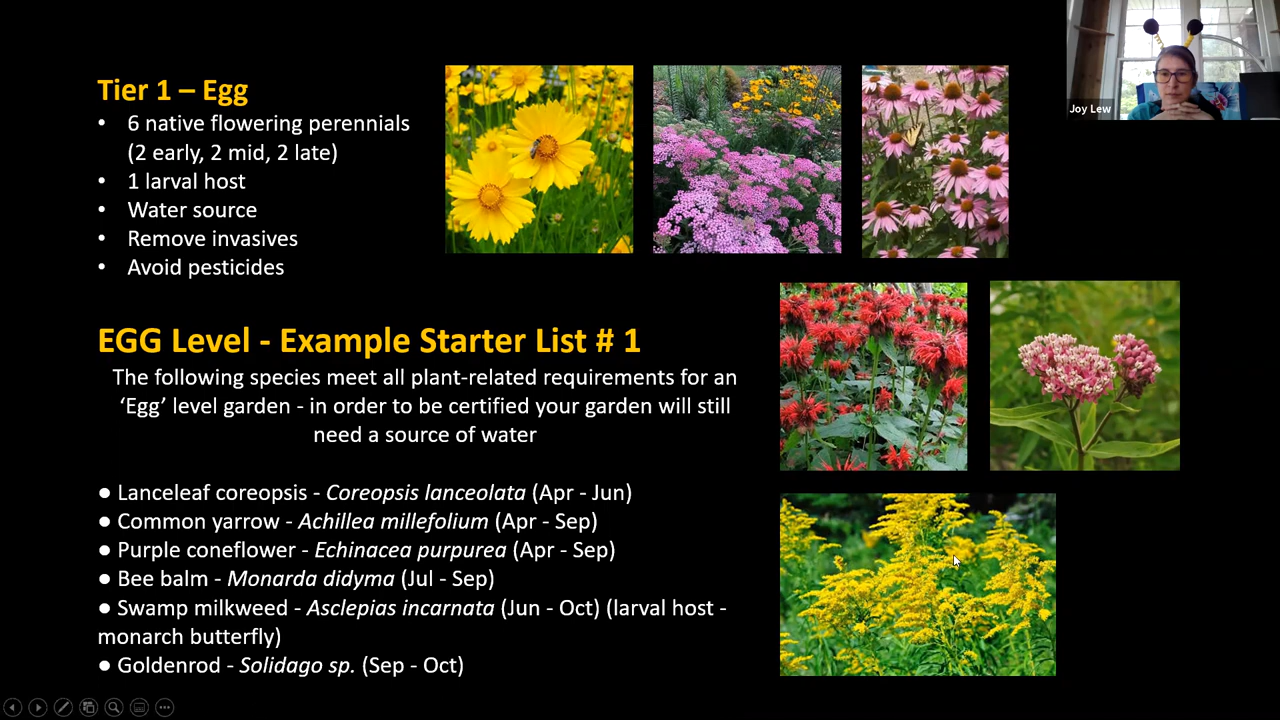 Tier 1 – Egg
• 6 native flowering perennials
(2 early, 2 mid, 2 late)
• 1 larval host
• Water source
• Remove invasives
• Avoid pesticides
Joy Lew
EGG Level - Example Starter List # 1
The following species meet all plant-related requirements for an
‘Egg’ level garden - in order to be certified your garden will still
need a source of water
● Lanceleaf coreopsis - Coreopsis lanceolata (Apr - Jun)
● Common yarrow - Achillea millefolium (Apr - Sep)
● Purple coneflower - Echinacea purpurea (Apr - Sep)
● Bee balm - Monarda didyma (Jul - Sep)
● Swamp milkweed - Asclepias incarnata (Jun - Oct) (larval host -
monarch butterfly)
● Goldenrod - Solidago sp. (Sep - Oct)